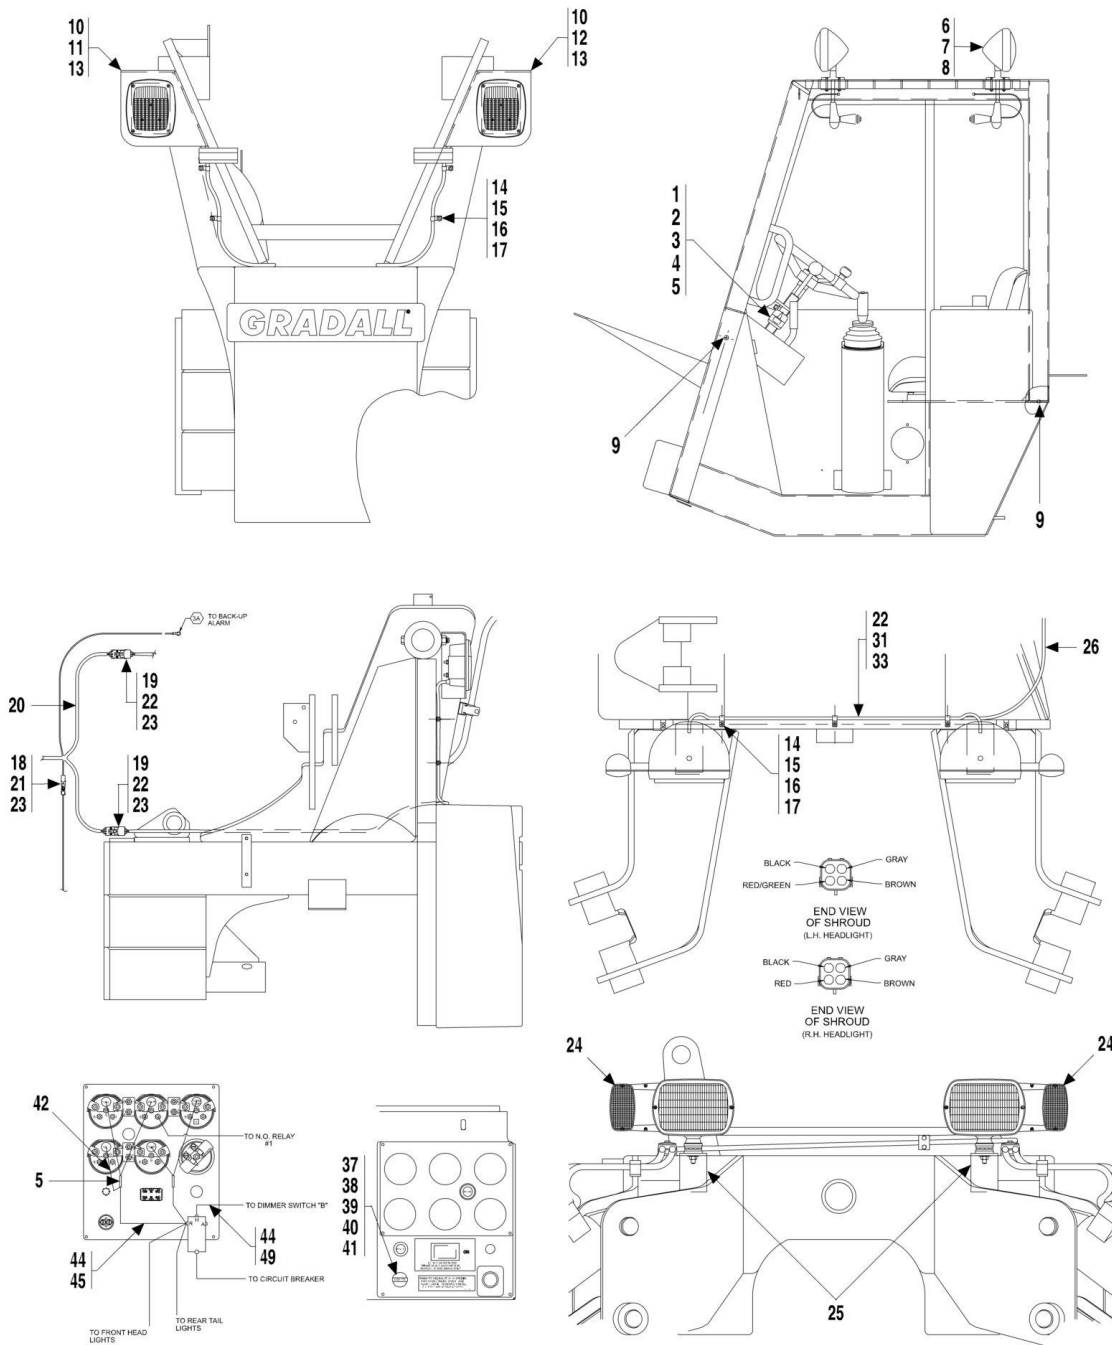 10
11
13
10
12
13
14
15
16
17
GRADALL
6
7
8
1
2
3
4
5
9
9
3A
TO BACK-UP
ALARM
20
19
22
23
18
21
23
19
22
23
22
31
33
26
14
15
16
17
BLACK
GRAY
RED/GREEN
BROWN
END VIEW
OF SHROUD
(L.H. HEADLIGHT)
BLACK
GRAY
RED
BROWN
END VIEW
OF SHROUD
(R.H. HEADLIGHT)
42
5
TO N.O. RELAY
#1
TO DIMMER SWITCH "B"
44
49
44
45
TO CIRCUIT BREAKER
TO REAR TAIL
LIGHTS
TO FRONT HEAD
LIGHTS
37
38
39
40
41
ON
24
24
25